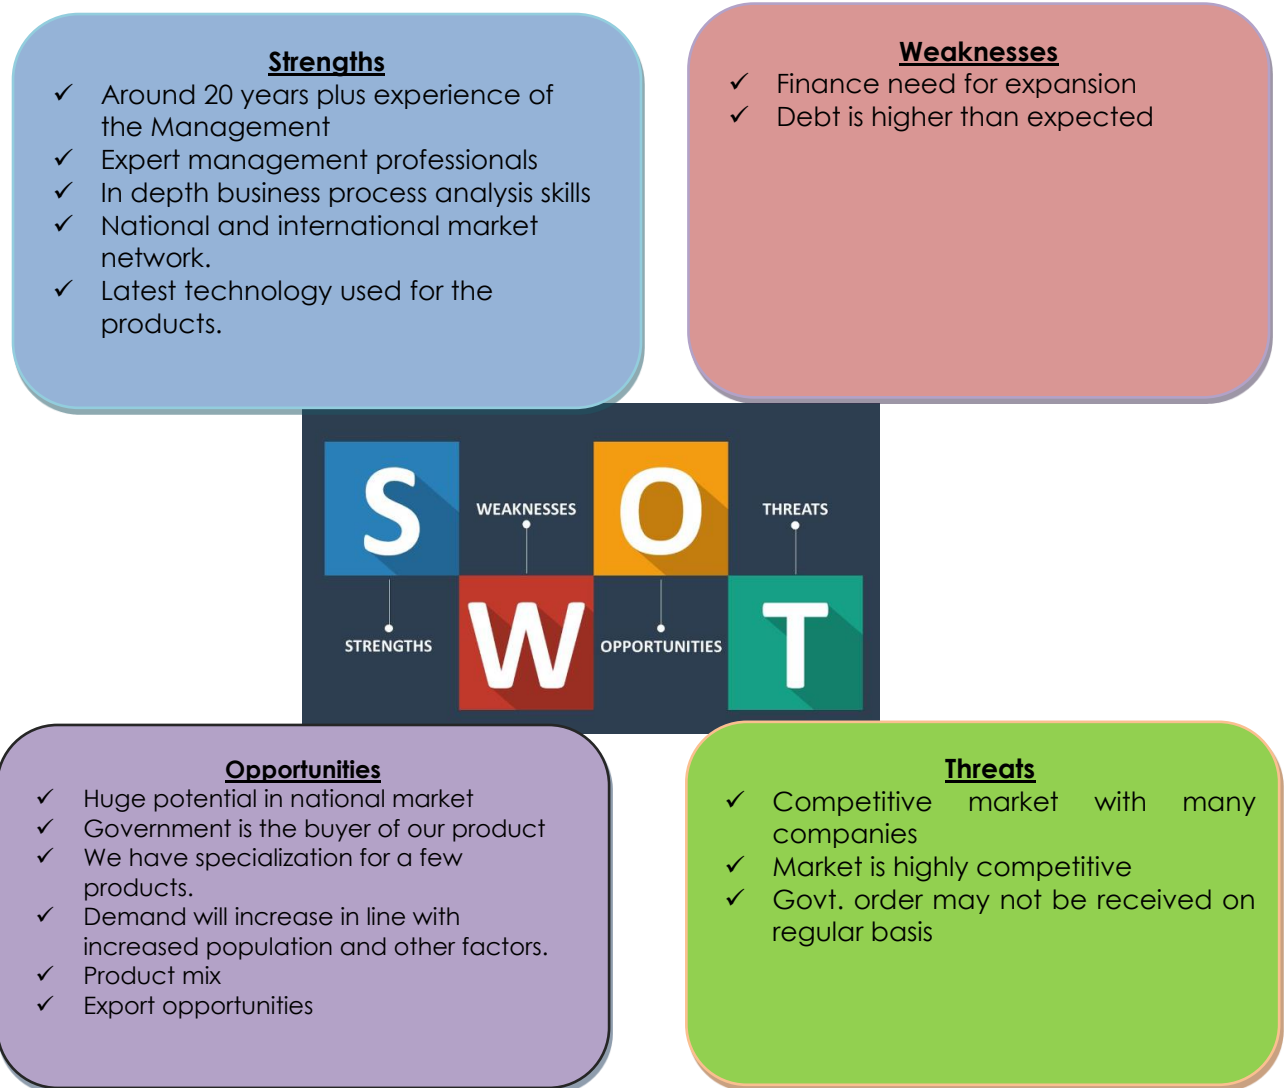 Strengths
✓ Around 20 years plus experience of
the Management
✓ Expert management professionals
✓ In depth business process analysis skills
✓ National and international market
network.
✓ Latest technology used for the
products.
Weaknesses
✓ Finance need for expansion
✓ Debt is higher than expected
S
WEAKNESSES
O
THREATS
STRENGTHS
W
OPPORTUNITIES
T
Opportunities
✓ Huge potential in national market
✓ Government is the buyer of our product
✓ We have specialization for a few
products.
✓ Demand will increase in line with
increased population and other factors.
✓ Product mix
✓ Export opportunities
Threats
✓ Competitive market with many
companies
✓ Market is highly competitive
✓ Govt. order may not be received on
regular basis